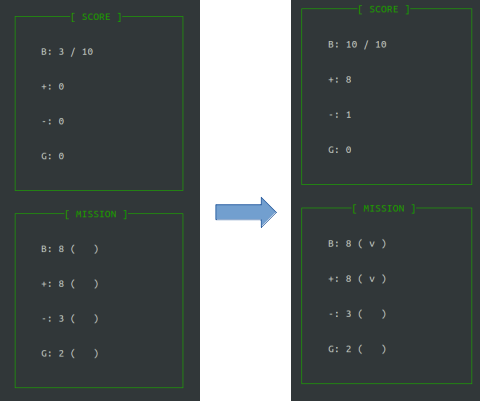 [ SCORE ]
B: 3 / 10
+: 0
-: 0
G: 0
[ MISSION ]
B: 8 (   )
+: 8 (   )
-: 3 (   )
G: 2 (   )
[ SCORE ]
B: 10 / 10
+: 8
-: 1
G: 0
[ MISSION ]
B: 8 ( v )
+: 8 ( v )
-: 3 (   )
G: 2 (   )